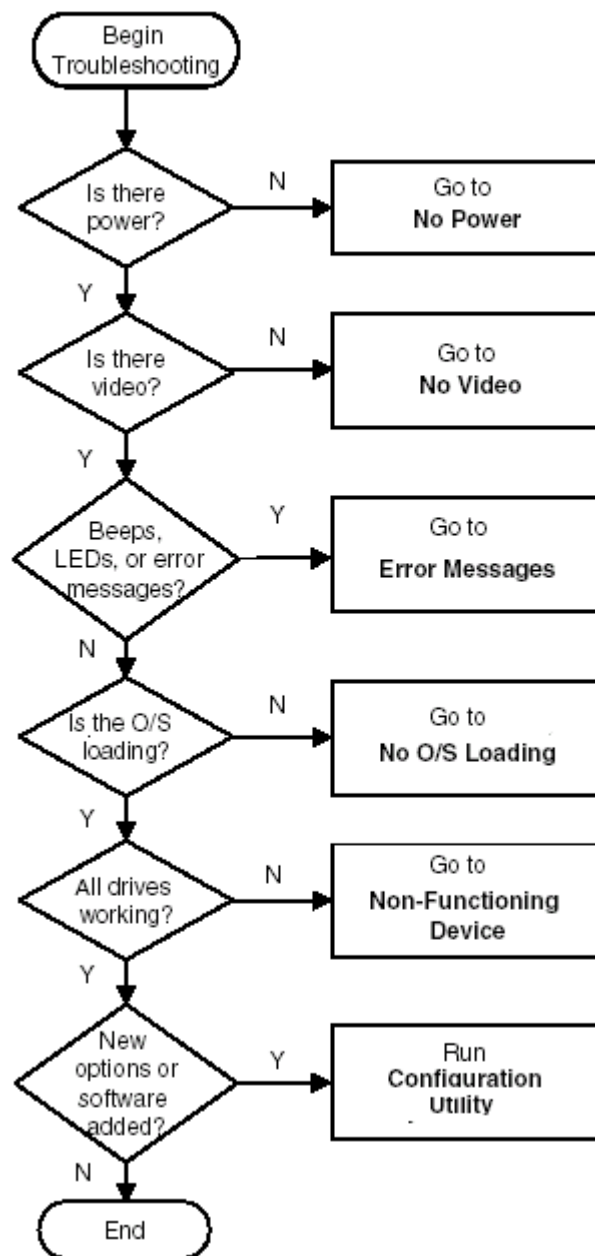 Begin
Troubleshooting
Is there
power?
N
Go to
No Power
Y
Is there
video?
N
Go to
No Video
Y
Beeps,
LEDs, or error
messages?
Y
Go to
Error Messages
N
Is the O/S
loading?
N
Go to
No O/S Loading
Y
All drives
working?
N
Go to
Non-Functioning
Device
Y
New
options or
software
added?
Y
Run
Configuration
Utility
N
End